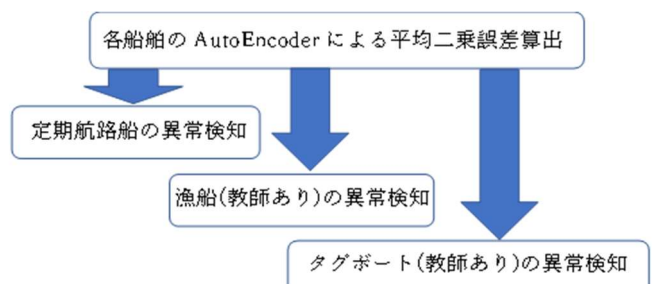 各船舶の AutoEncoder による平均二乗誤差算出
定期航路船の異常検知
漁船(教師あり)の異常検知
タグボート(教師あり)の異常検知